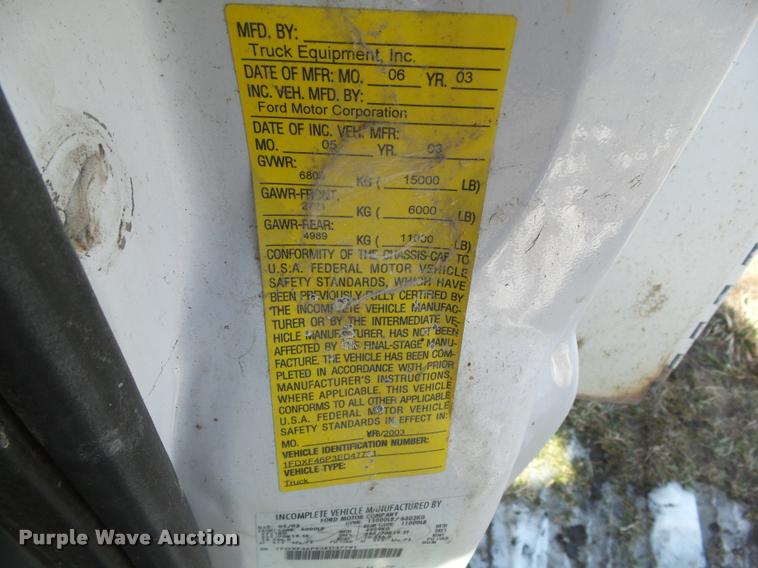 MFD. BY:
Truck Equipment, Inc.
DATE OF MFR: MO. 06 YR. 03
INC. VEH. MFD. BY:
Ford Motor Corporation
DATE OF INC. VEH. MFR:
MO. 05 YR. 03
GVWR:
KG ( 15000 LB)
GAWR-FRONT:
KG ( 6000 LB)
GAWR-REAR:
4989 KG ( LB)
CONFORMITY OF THE CHASSIS-CAB TO
U.S.A. FEDERAL MOTOR VEHICLE
SAFETY STANDARDS, WHICH HAVE
BEEN PREVIOUSLY FULLY CERTIFIED BY
THE INCOMPLETE VEHICLE MANUFAC-
TURER OR BY THE INTERMEDIATE VE-
HICLE MANUFACTURER, HAS NOT BEEN
AFFECTED BY THE FINAL-STAGE MANU-
FACTURE. THE VEHICLE HAS BEEN COM-
PLETED IN ACCORDANCE WITH PRIOR
MANUFACTURER'S INSTRUCTIONS,
WHERE APPLICABLE. THIS VEHICLE
CONFORMS TO ALL OTHER APPLICABLE
U.S.A. FEDERAL MOTOR VEHICLE
SAFETY STANDARDS IN EFFECT IN:
MO.
VEHICLE IDENTIFICATION NUMBER:
VEHICLE TYPE:
Truck
INCOMPLETE VEHICLE MANUFACTURED BY
FORD MOTOR COMPANY
Purple Wave Auction